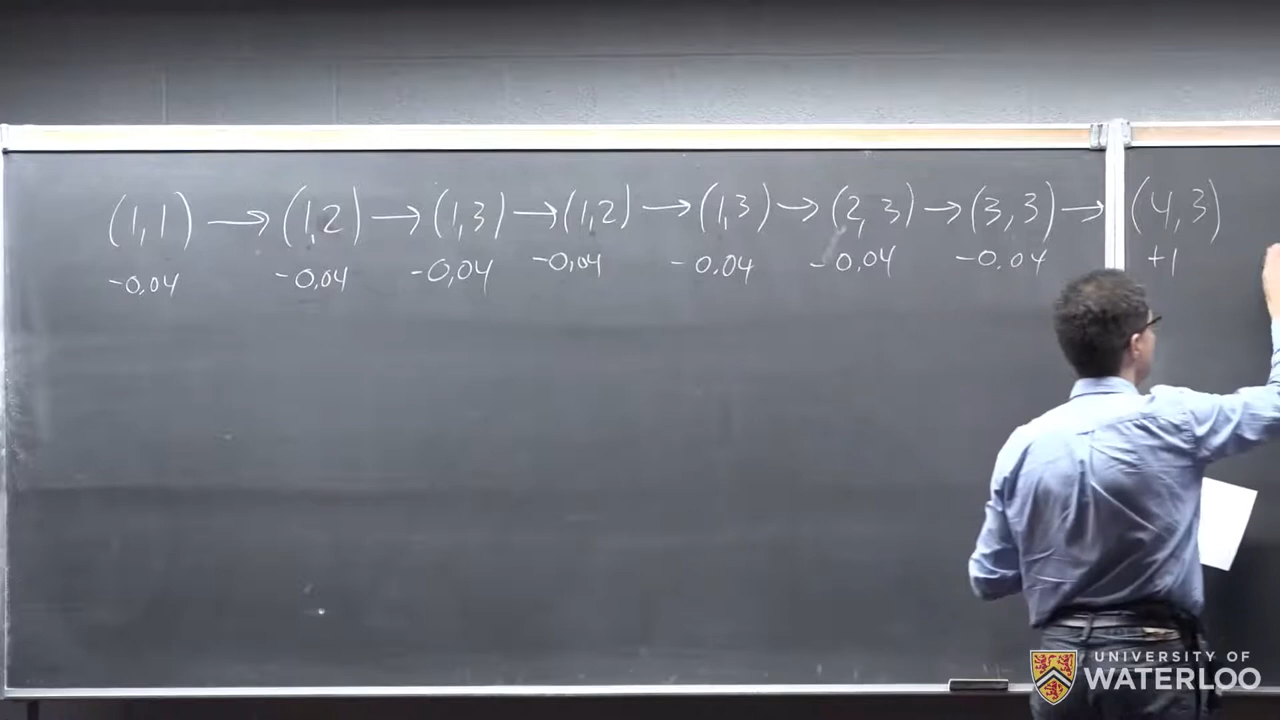 (1,1) → (1,2) → (1,3) → (1,2) → (1,3) → (2,3) → (3,3) → (4,3)
-0.04 -0.04 -0.04 -0.04 -0.04 -0.04 -0.04 +1
UNIVERSITY OF
WATERLOO